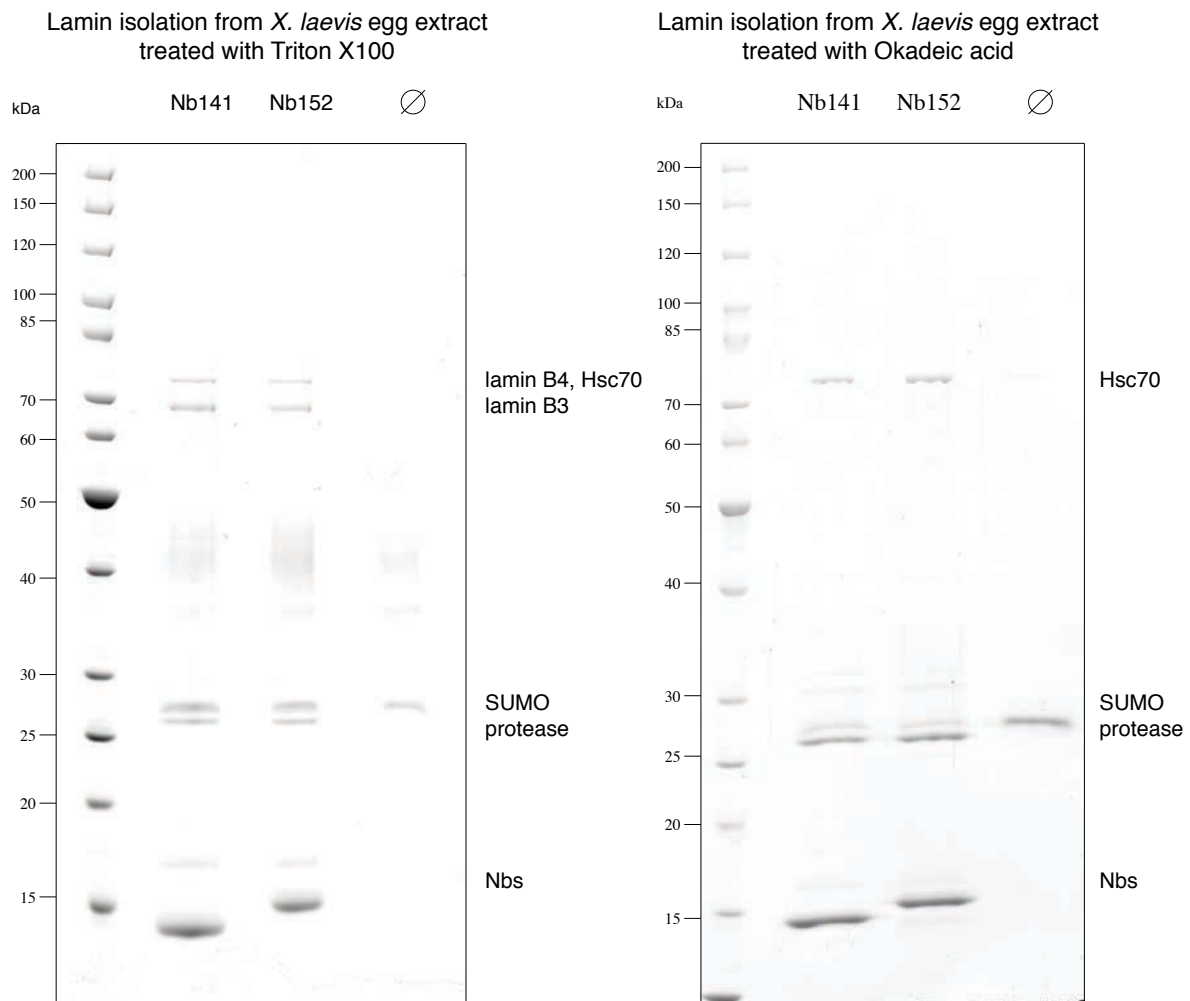 Lamin isolation from X. laevis egg extract
treated with Triton X100
kDa
Nb141 Nb152 ∅
200
150
120
100
85
70
60
50
40
30
25
20
15
lamin B4, Hsc70
lamin B3
SUMO
protease
Nbs
Lamin isolation from X. laevis egg extract
treated with Okadeic acid
kDa
Nb141 Nb152 ∅
200
150
120
100
85
70
60
50
40
30
25
20
15
Hsc70
SUMO
protease
Nbs